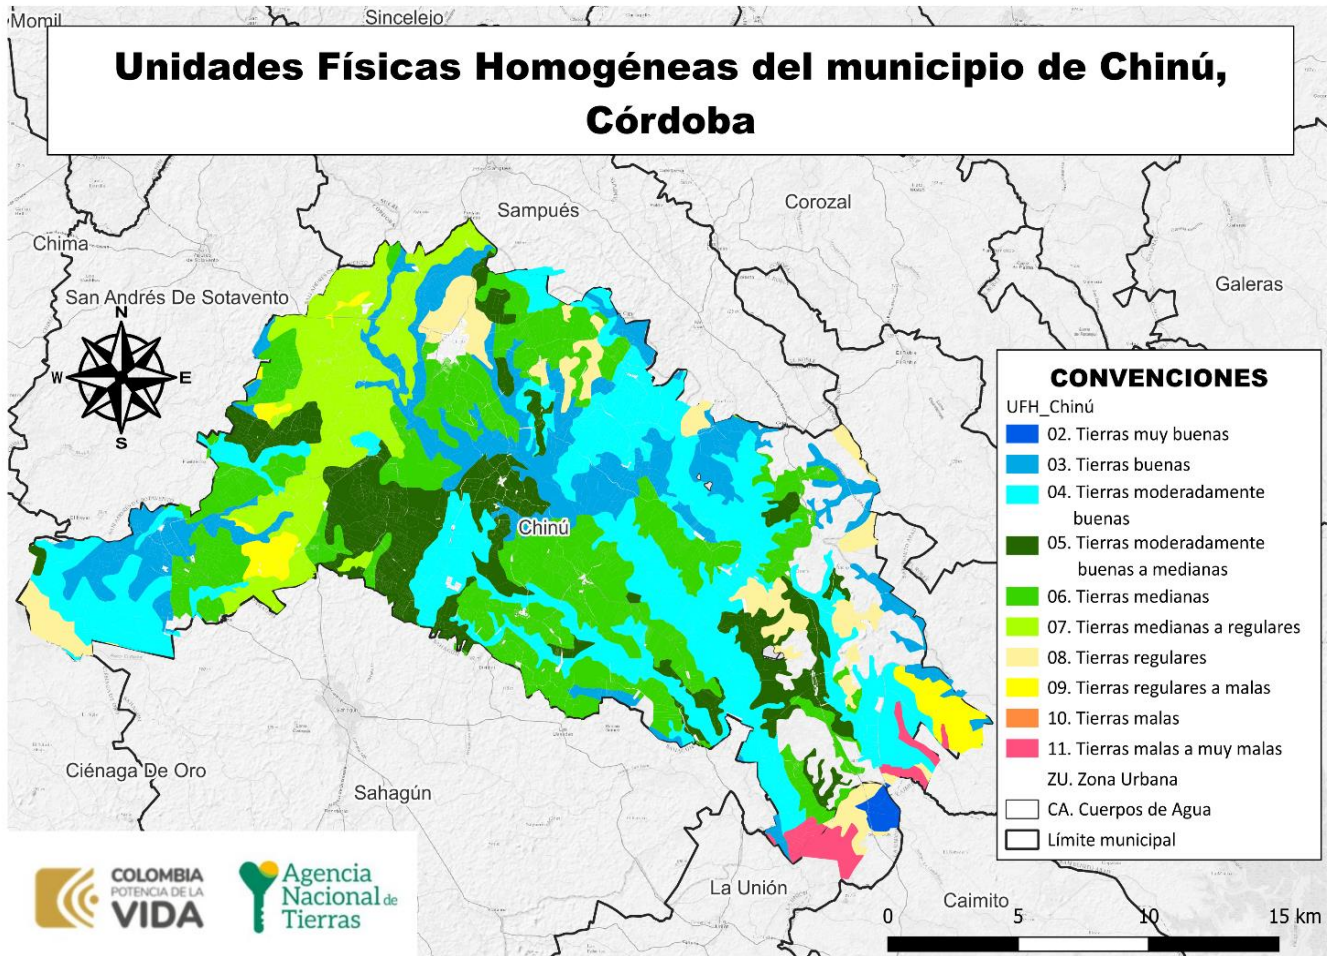 Momil
Sincelejo
Unidades Físicas Homogéneas del municipio de Chinú,
Córdoba
Sampués
Corozal
Chima
Galeras
San Andrés De Sotavento
N
W
E
S
CONVENCIONES
UFH_Chinú
02. Tierras muy buenas
03. Tierras buenas
04. Tierras moderadamente
buenas
05. Tierras moderadamente
buenas a medianas
06. Tierras medianas
07. Tierras medianas a regulares
08. Tierras regulares
09. Tierras regulares a malas
10. Tierras malas
11. Tierras malas a muy malas
ZU. Zona Urbana
CA. Cuerpos de Agua
Límite municipal
Chinú
Ciénaga De Oro
Sahagún
La Unión
Caimito
COLOMBIA
POTENCIA DE LA
VIDA
Agencia
Nacional de
Tierras
0 5 10 15 km